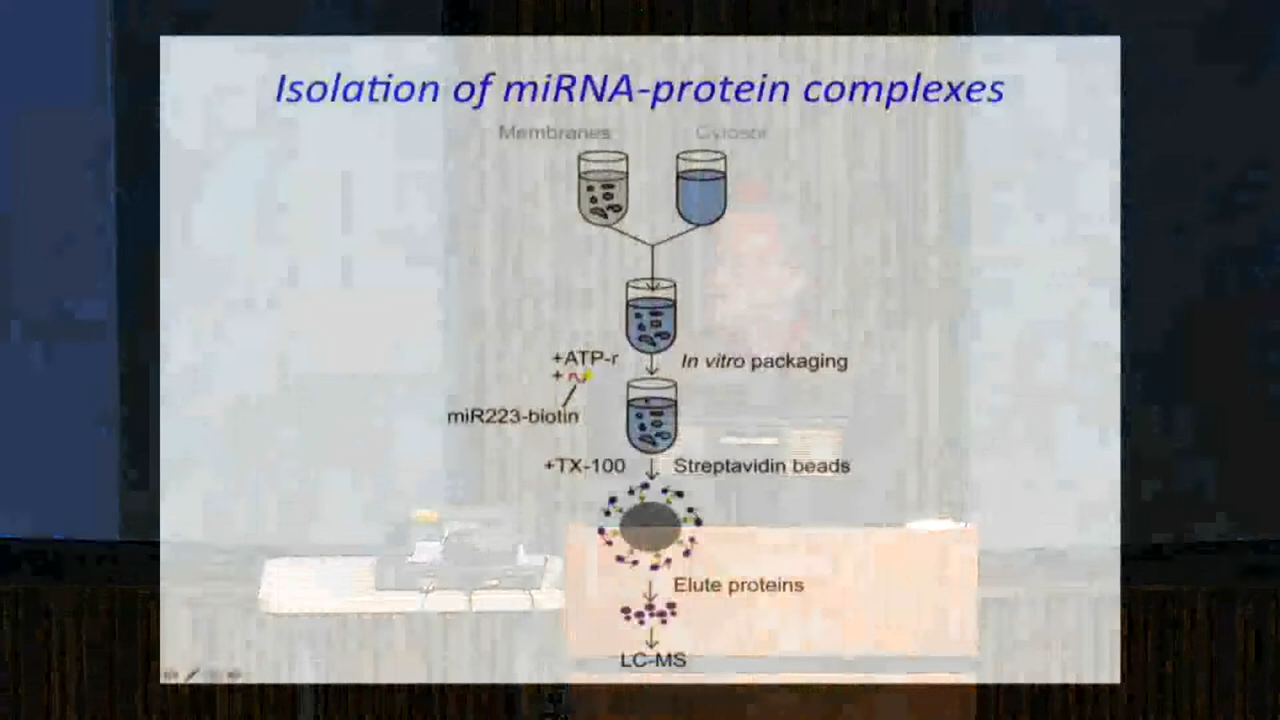 Isolation of miRNA-protein complexes
Membranes Cytosol
+ATP-r
In vitro packaging
+
miR223-biotin
+TX-100
Streptavidin beads
Elute proteins
LC-MS